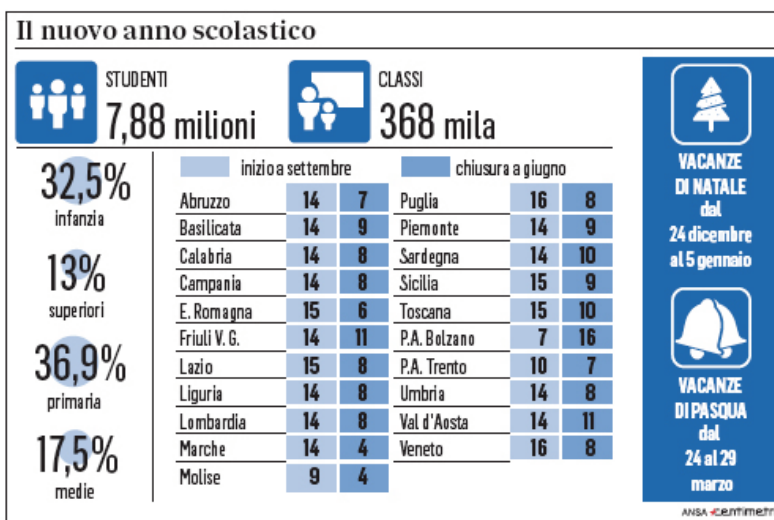 Il nuovo anno scolastico
STUDENTI
7,88 milioni
CLASSI
368 mila
32,5%
infanzia
13%
superiori
36,9%
primaria
17,5%
medie
inizio a settembre chiusura a giugno
Abruzzo 14 7
Basilicata 14 9
Calabria 14 8
Campania 14 8
E. Romagna 15 6
Friuli V. G. 14 11
Lazio 15 8
Liguria 14 8
Lombardia 14 8
Marche 14 4
Molise 9 4
Puglia 16 8
Piemonte 14 9
Sardegna 14 10
Sicilia 15 9
Toscana 15 10
P.A. Bolzano 7 16
P.A. Trento 10 7
Umbria 14 8
Val d'Aosta 14 11
Veneto 16 8
VACANZE
DI NATALE
dal
24 dicembre
al 5 gennaio
VACANZE
DI PASQUA
dal
24 al 29
marzo
ANSA centimetri